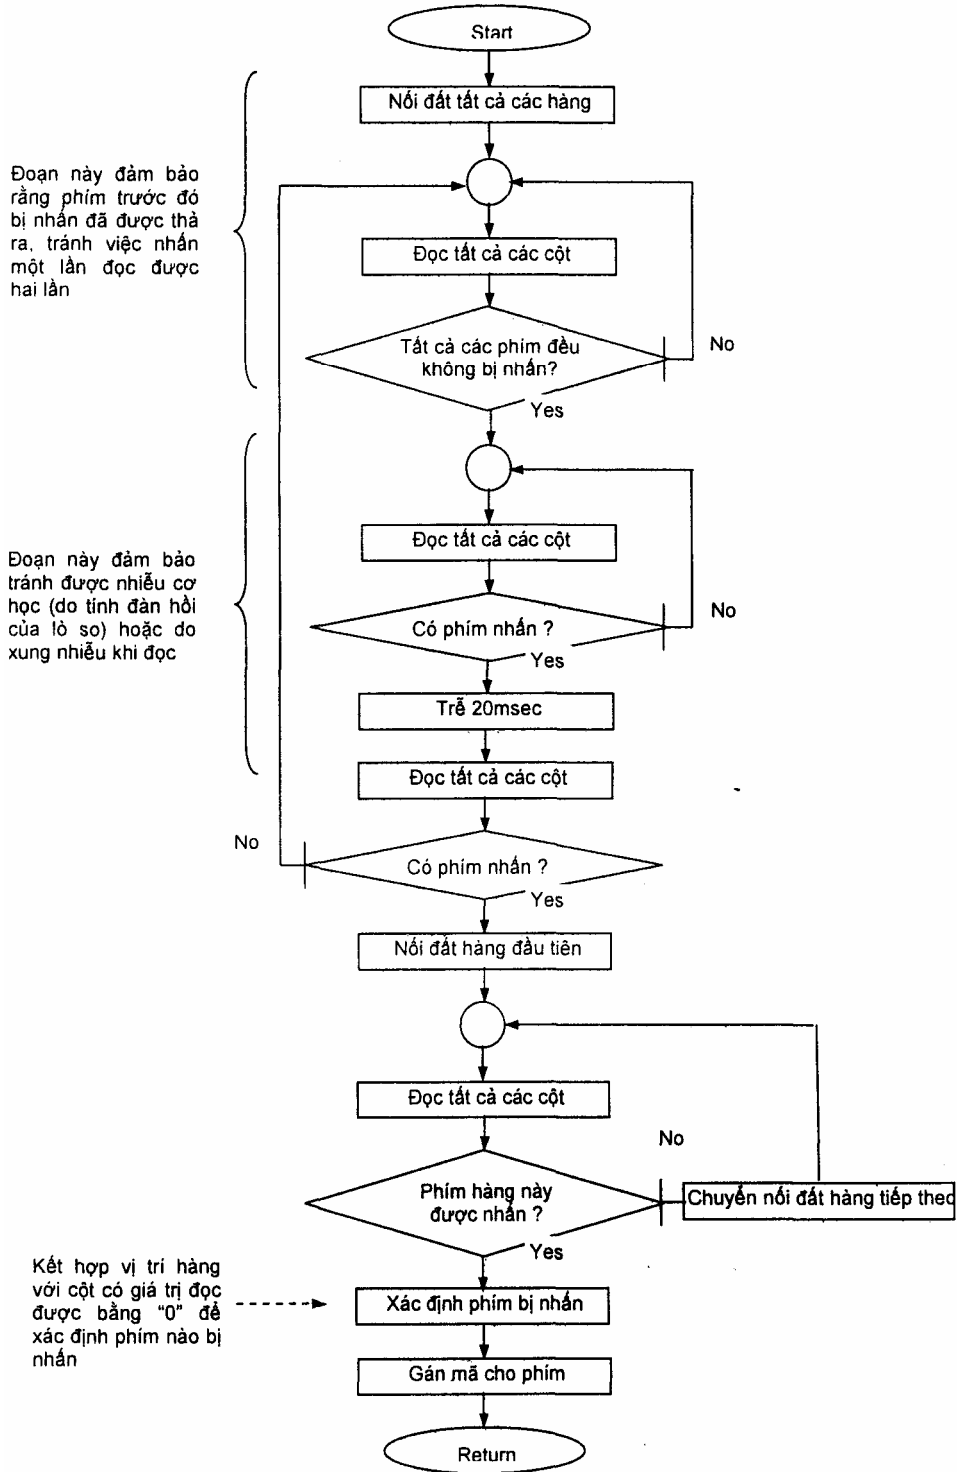 Start
Nối đất tất cả các hàng
Đoạn này đảm bảo
rằng phím trước đó
bị nhấn đã được thả
ra, tránh việc nhấn
một lần đọc được
hai lần
Đọc tất cả các cột
Tất cả các phím đều
không bị nhấn?
No
Yes
Đoạn này đảm bảo
tránh được nhiễu cơ
học (do tính đàn hồi
của lò so) hoặc do
xung nhiễu khi đọc
Đọc tất cả các cột
Có phím nhấn ?
No
Yes
Trễ 20msec
Đọc tất cả các cột
Có phím nhấn ?
No
Yes
Nối đất hàng đầu tiên
Đọc tất cả các cột
Phím hàng này
được nhấn ?
No
Chuyển nối đất hàng tiếp theo
Yes
Kết hợp vị trí hàng
với cột có giá trị đọc
được bằng "0" để
xác định phím nào bị
nhấn
Xác định phím bị nhấn
Gán mã cho phím
Return